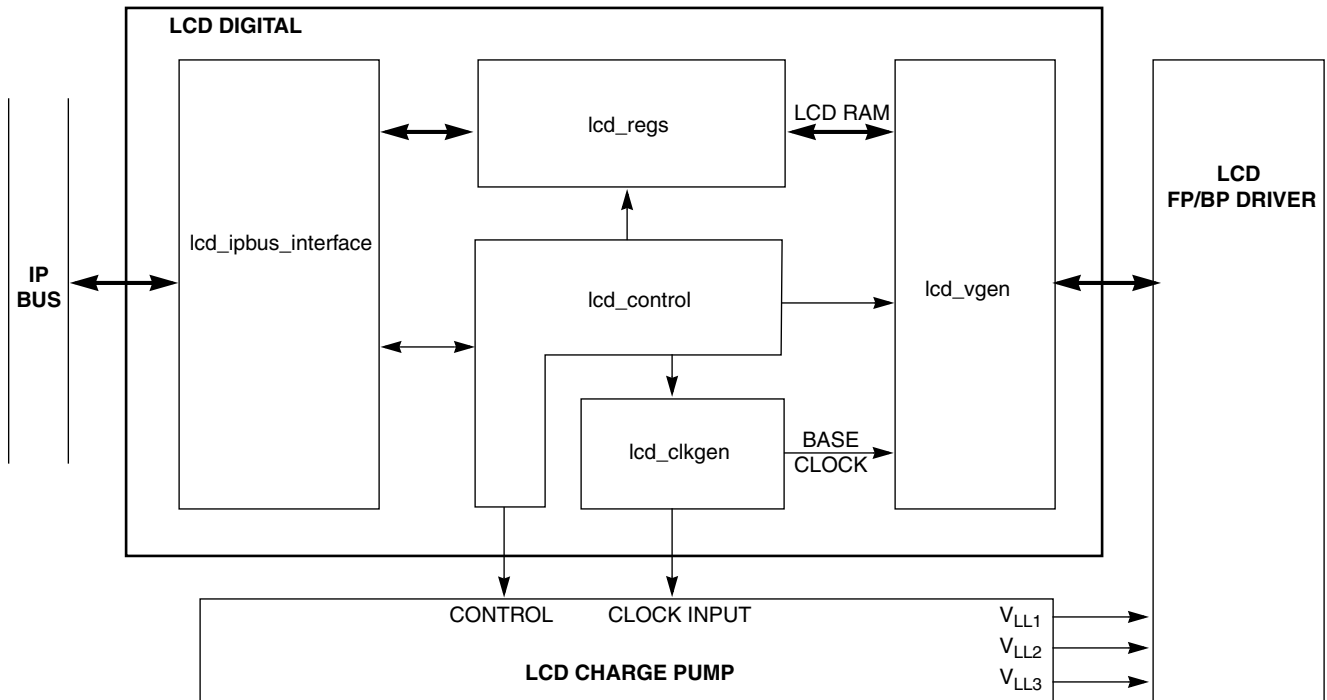 LCD DIGITAL
lcd_regs
LCD RAM
LCD
FP/BP DRIVER
lcd_ipbus_interface
IP
BUS
lcd_control
lcd_vgen
lcd_clkgen
BASE
CLOCK
CONTROL
CLOCK INPUT
VLL1
VLL2
VLL3
LCD CHARGE PUMP